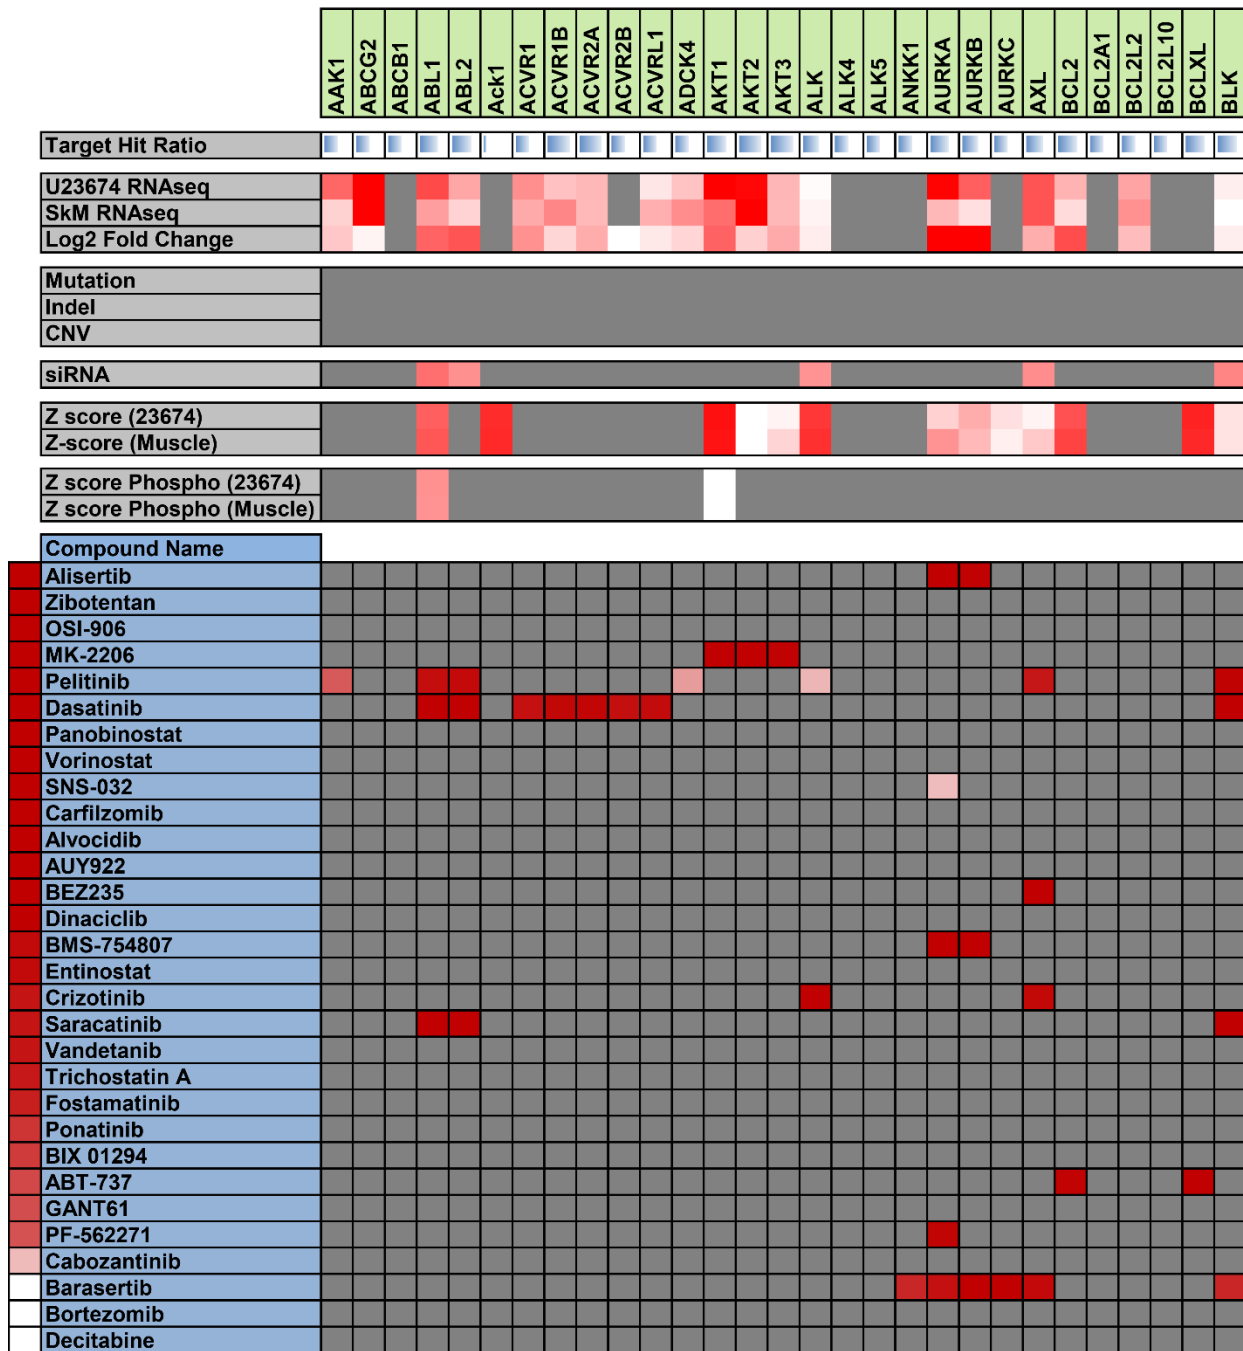 AAK1
ABCG2
ABCB1
ABL1
ABL2
Ack1
ACVR1
ACVR1B
ACVR2A
ACVR2B
ACVRL1
ADCK4
AKT1
AKT2
AKT3
ALK
ALK4
ALK5
ANKK1
AURKA
AURKB
AURKC
AXL
BCL2
BCL2A1
BCL2L2
BCL2L10
BCLXL
BLK
Target Hit Ratio
U23674 RNAseq
SkM RNAseq
Log2 Fold Change
Mutation
Indel
CNV
siRNA
Z score (23674)
Z-score (Muscle)
Z score Phospho (23674)
Z score Phospho (Muscle)
Compound Name
Alisertib
Zibotentan
OSI-906
MK-2206
Pelitinib
Dasatinib
Panobinostat
Vorinostat
SNS-032
Carfilzomib
Alvocidib
AUY922
BEZ235
Dinaciclib
BMS-754807
Entinostat
Crizotinib
Saracatinib
Vandetanib
Trichostatin A
Fostamatinib
Ponatinib
BIX 01294
ABT-737
GANT61
PF-562271
Cabozantinib
Barasertib
Bortezomib
Decitabine